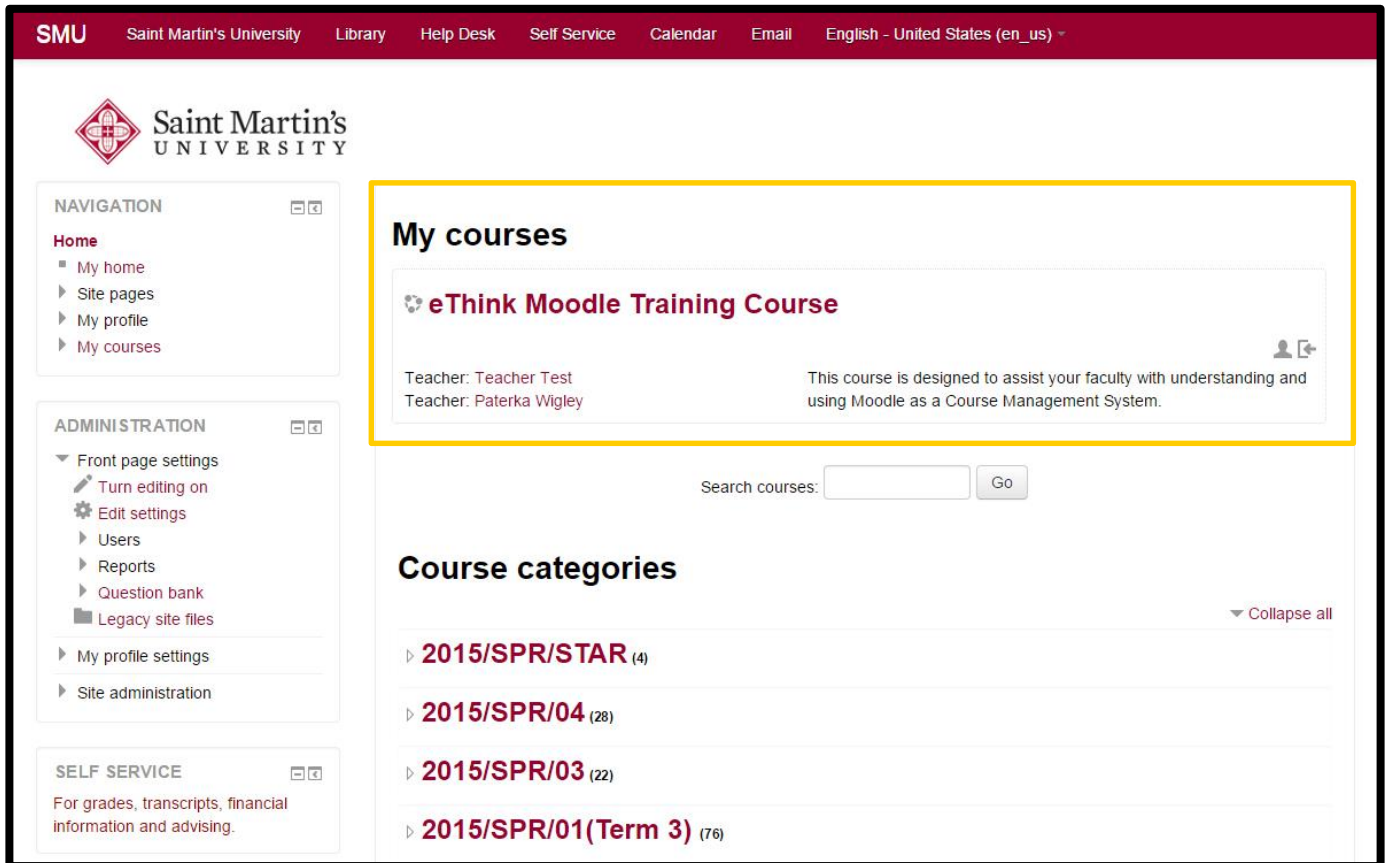 SMU Saint Martin's University Library Help Desk Self Service Calendar Email English - United States (en_us)
Saint Martin's
UNIVERSITY
NAVIGATION
Home
My home
Site pages
My profile
My courses
ADMINISTRATION
Front page settings
Turn editing on
Edit settings
Users
Reports
Question bank
Legacy site files
My profile settings
Site administration
SELF SERVICE
For grades, transcripts, financial
information and advising.
My courses
eThink Moodle Training Course
Teacher: Teacher Test
Teacher: Paterka Wigley
This course is designed to assist your faculty with understanding and
using Moodle as a Course Management System.
Search courses: Go
Course categories
Collapse all
2015/SPR/STAR (4)
2015/SPR/04 (28)
2015/SPR/03 (22)
2015/SPR/01(Term 3) (76)